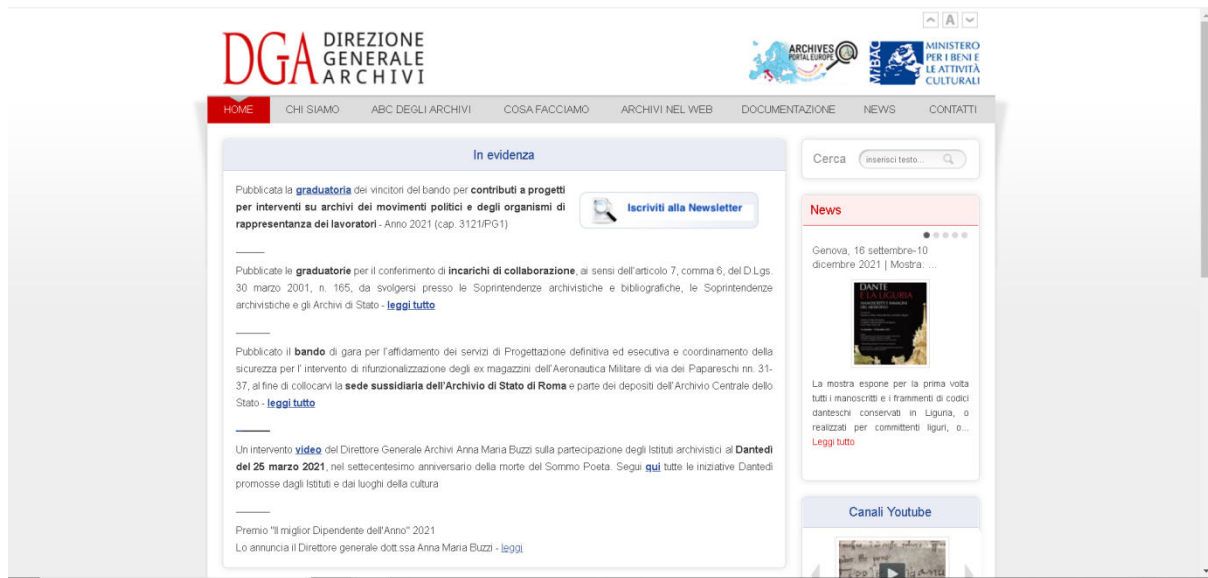 A
DGA DIREZIONE
GENERALE
ARCHIVI
ARCHIVES
PORTAL EUROPE
MiBAC
MINISTERO
PER I BENI E
LE ATTIVITÀ
CULTURALI
HOME CHI SIAMO ABC DEGLI ARCHIVI COSA FACCIAMO ARCHIVI NEL WEB DOCUMENTAZIONE NEWS CONTATTI
In evidenza
Pubblicata la graduatoria dei vincitori del bando per contributi a progetti
per interventi su archivi dei movimenti politici e degli organismi di
rappresentanza dei lavoratori - Anno 2021 (cap. 3121/PG1)
Iscriviti alla Newsletter
Pubblicate le graduatorie per il conferimento di incarichi di collaborazione, ai sensi dell'articolo 7, comma 6, del D.Lgs.
30 marzo 2001, n. 165, da svolgersi presso le Soprintendenze archivistiche e bibliografiche, le Soprintendenze
archivistiche e gli Archivi di Stato - leggi tutto
Pubblicato il bando di gara per l'affidamento dei servizi di Progettazione definitiva ed esecutiva e coordinamento della
sicurezza per l' intervento di rifunzionalizzazione degli ex magazzini dell'Aeronautica Militare di via dei Papareschi nn. 31-
37, al fine di collocarvi la sede sussidiaria dell'Archivio di Stato di Roma e parte dei depositi dell'Archivio Centrale dello
Stato - leggi tutto
Un intervento video del Direttore Generale Archivi Anna Maria Buzzi sulla partecipazione degli Istituti archivistici al Dantedì
del 25 marzo 2021, nel settecentesimo anniversario della morte del Sommo Poeta. Segui qui tutte le iniziative Dantedì
promosse dagli Istituti e dai luoghi della cultura
Premio "Il miglior Dipendente dell'Anno" 2021
Lo annuncia il Direttore generale dott.ssa Anna Maria Buzzi - leggi
Cerca inserisci testo...
News
Genova, 16 settembre-10
dicembre 2021 | Mostra: ...
DANTE
E LA LIGURIA
La mostra espone per la prima volta
tutti i manoscritti e i frammenti di codici
danteschi conservati in Liguria, o
realizzati per committenti liguri, o...
Leggi tutto
Canali Youtube